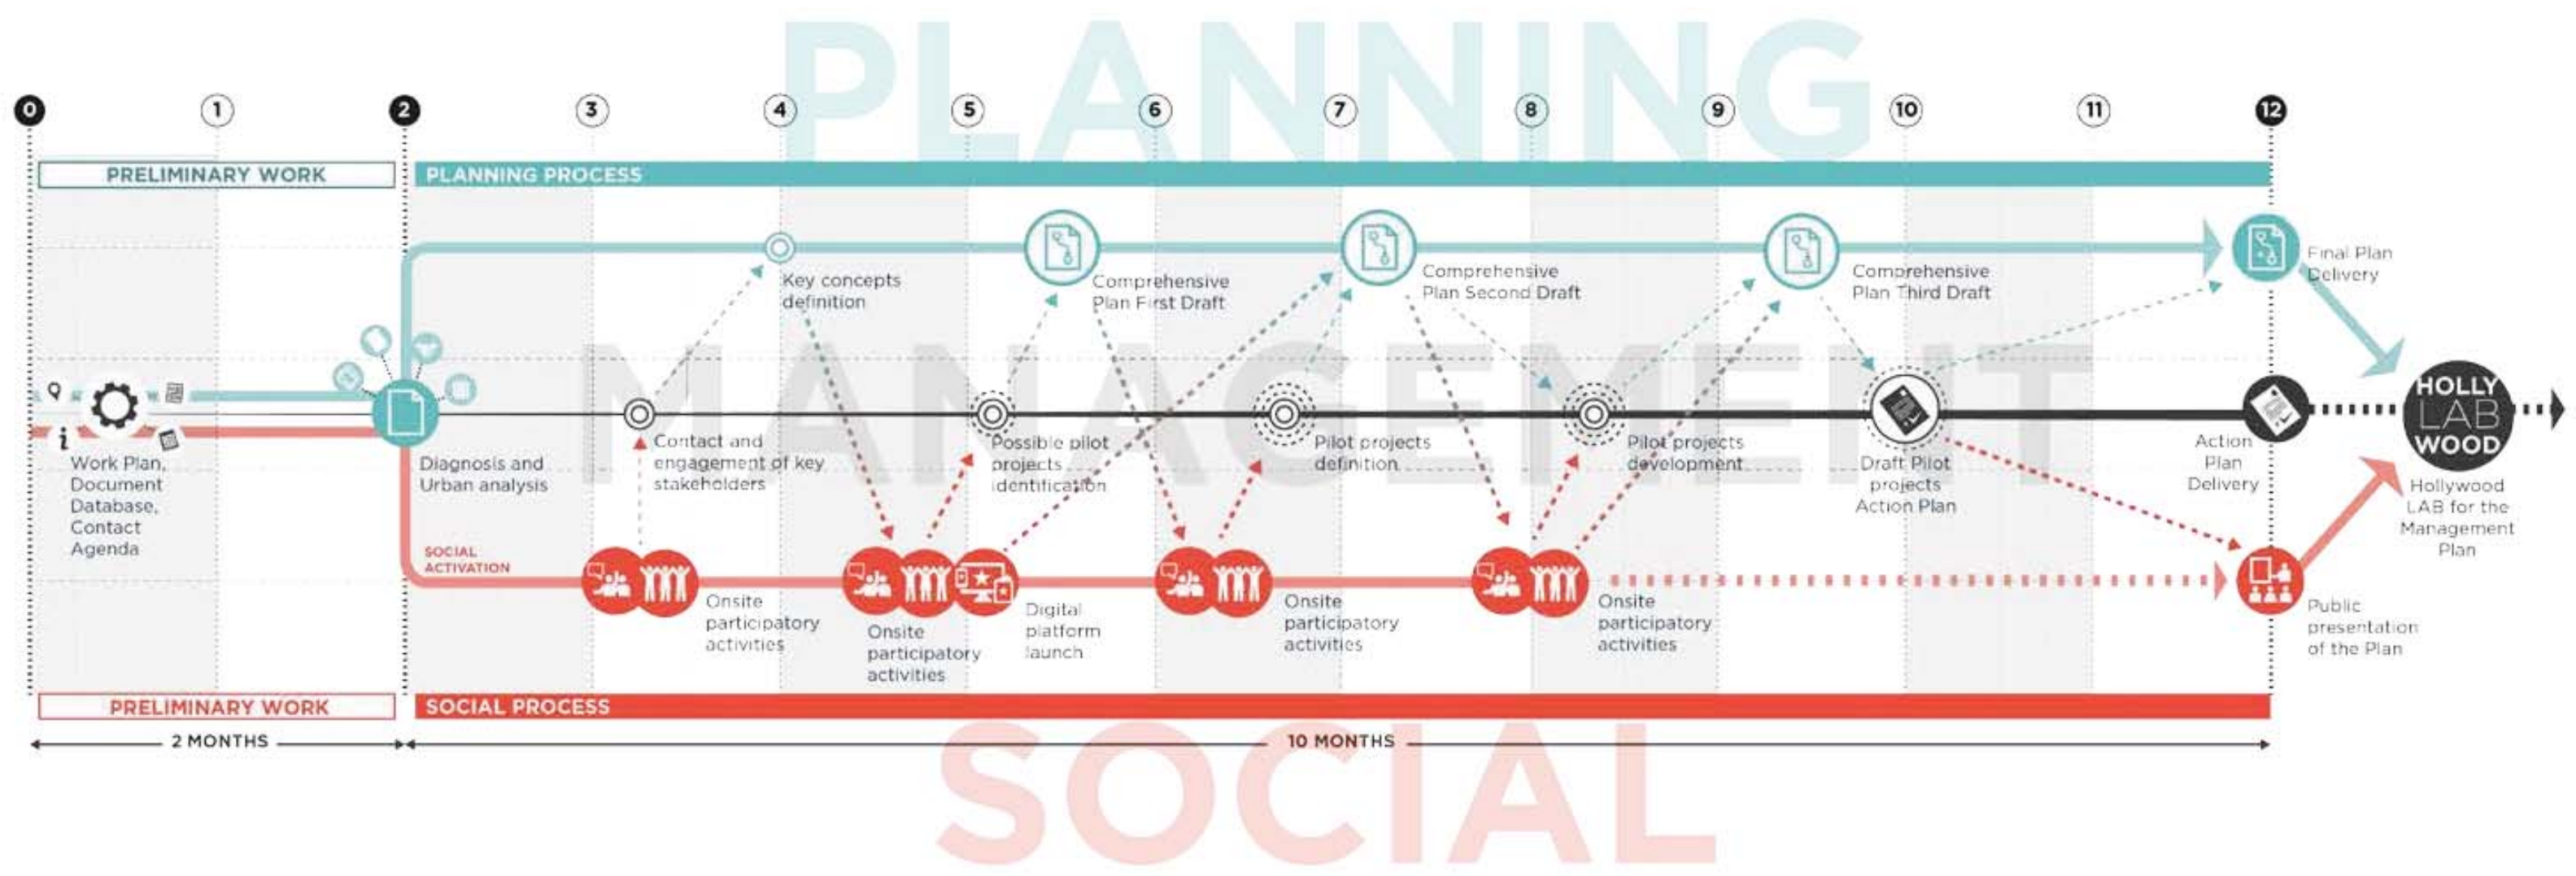 PLANNING
0 1 2 3 4 5 6 7 8 9 10 11 12
PRELIMINARY WORK
PLANNING PROCESS
Key concepts
definition
Comprehensive
Plan First Draft
Comprehensive
Plan Second Draft
Comprehensive
Plan Third Draft
Final Plan
Delivery
MANAGEMENT
Work Plan,
Document
Database,
Contact
Agenda
Diagnosis and
Urban analysis
Contact and
engagement of key
stakeholders
Possible pilot
projects
identification
Pilot projects
definition
Pilot projects
development
Draft Pilot
projects
Action Plan
Action
Plan
Delivery
HOLLY
LAB
WOOD
Hollywood
LAB for the
Management
Plan
SOCIAL
ACTIVATION
Onsite
participatory
activities
Onsite
participatory
activities
Digital
platform
launch
Onsite
participatory
activities
Onsite
participatory
activities
Public
presentation
of the Plan
PRELIMINARY WORK
SOCIAL PROCESS
2 MONTHS
10 MONTHS
SOCIAL